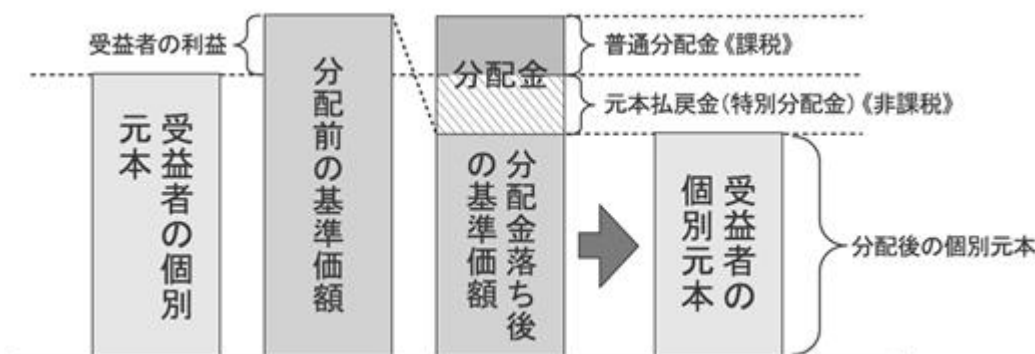 受益者の利益
受益者の個別
元本
分配前の基準価額
分配金
分配金落ち後
の基準価額
普通分配金《課税》
元本払戻金(特別分配金)《非課税》
受益者の
個別元本
分配後の個別元本